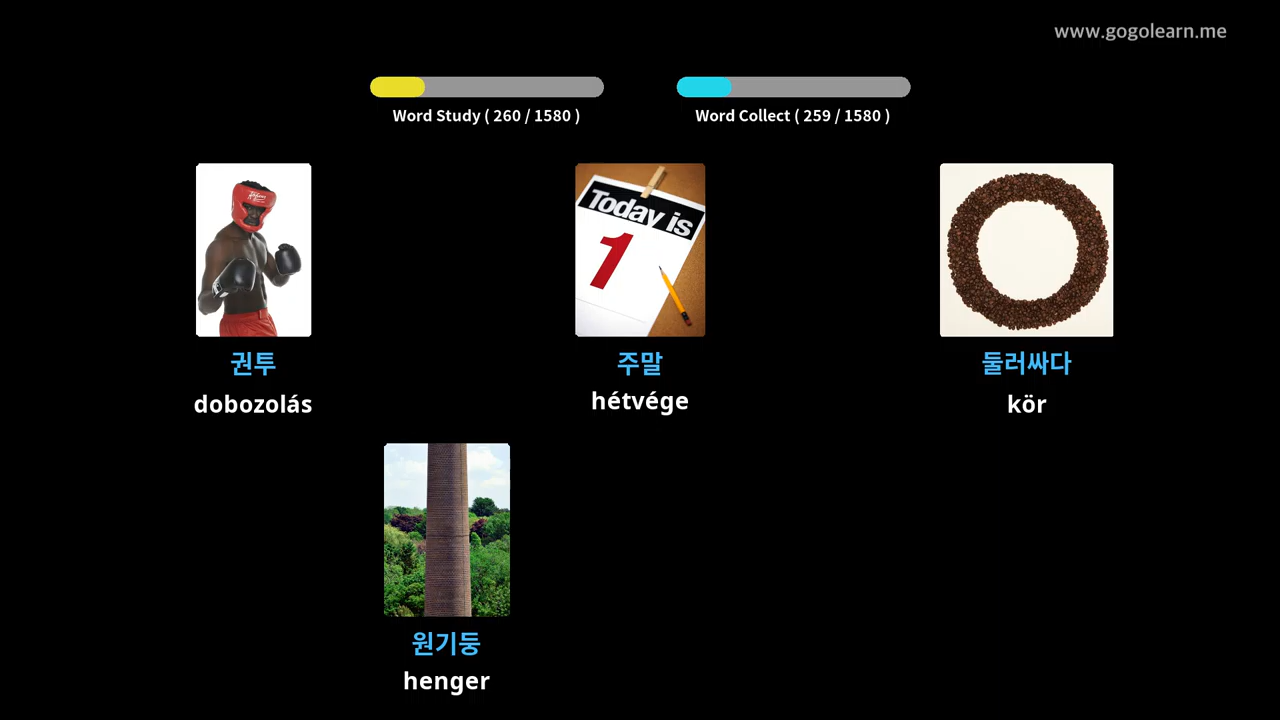 www.gogolearn.me
Word Study ( 260 / 1580 )
Word Collect ( 259 / 1580 )
Today is
1
권투
주말
둘러싸다
dobozolás
hétvége
kör
원기둥
henger